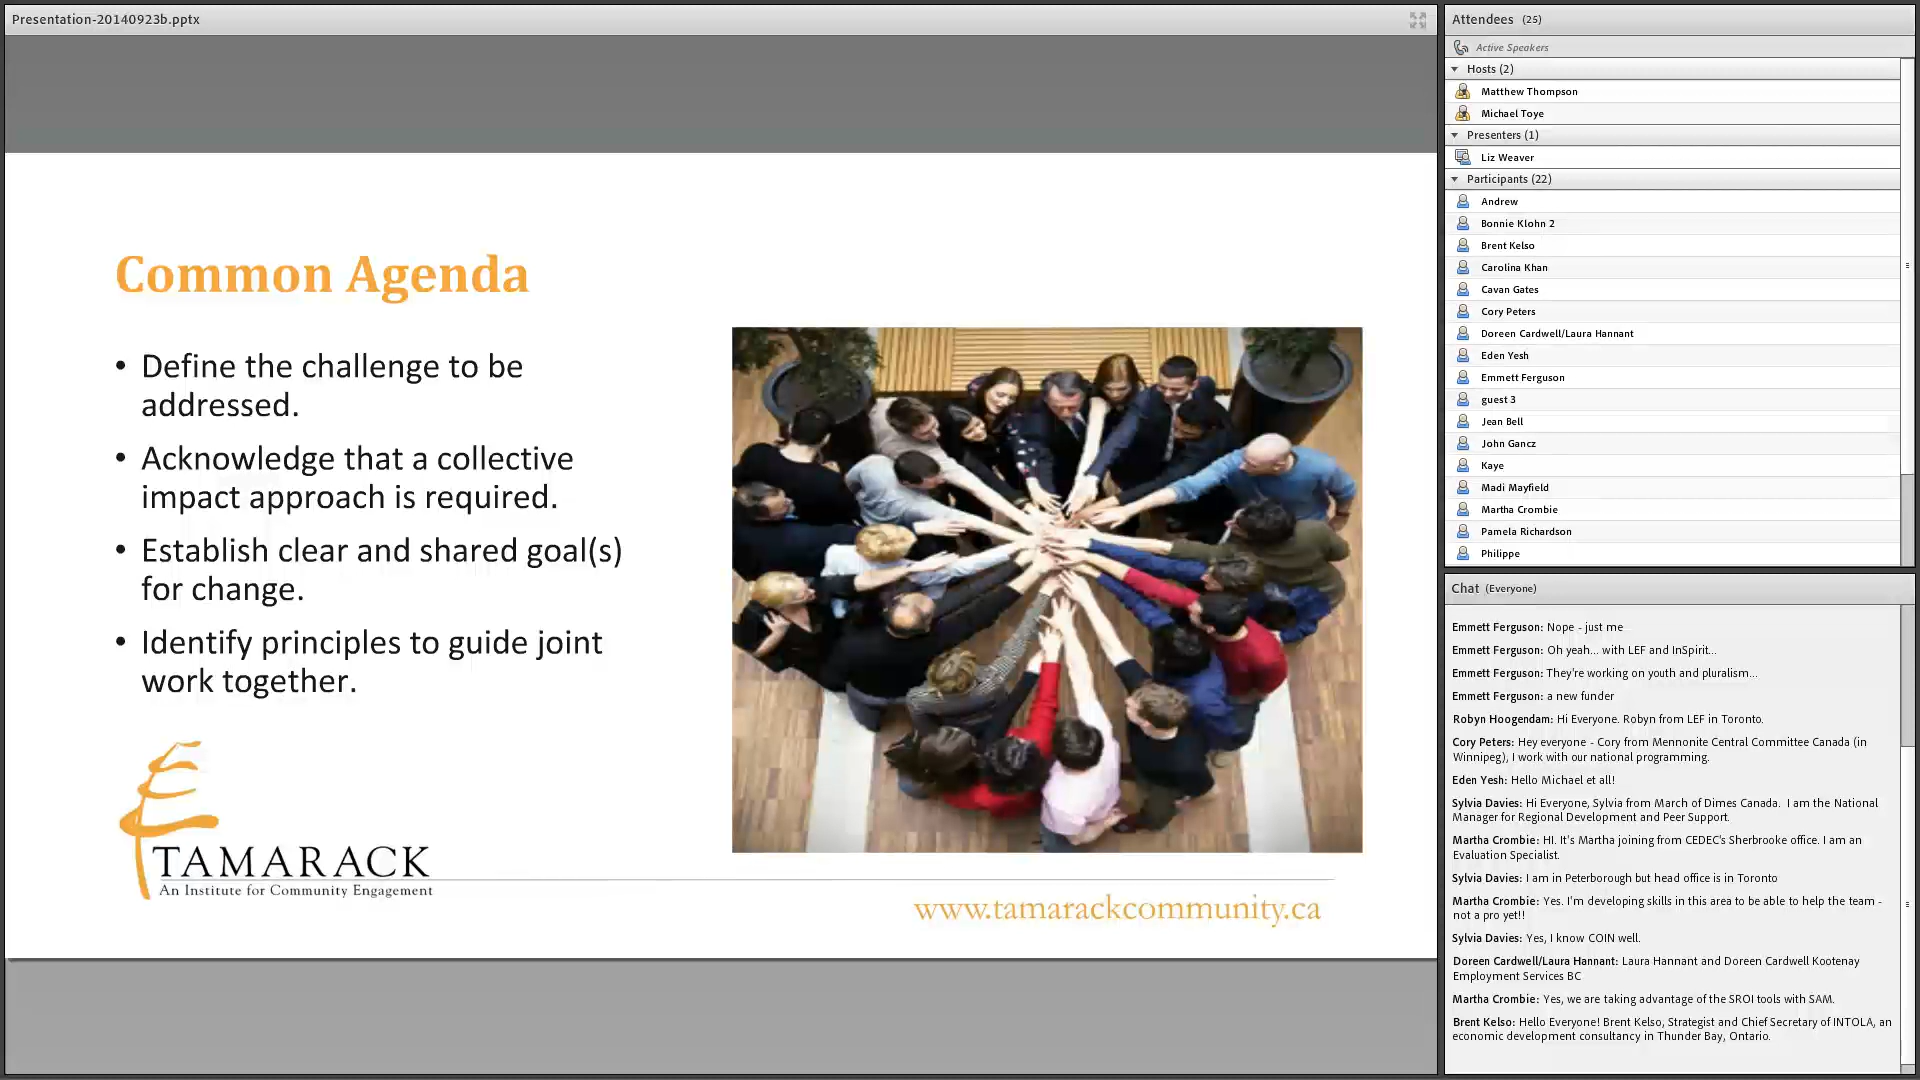 Presentation-20140923b.pptx
Common Agenda
• Define the challenge to be
addressed.
• Acknowledge that a collective
impact approach is required.
• Establish clear and shared goal(s)
for change.
• Identify principles to guide joint
work together.
TAMARACK
An Institute for Community Engagement
www.tamarackcommunity.ca
Attendees (25)
Active Speakers
Hosts (2)
Matthew Thompson
Michael Toye
Presenters (1)
Liz Weaver
Participants (22)
Andrew
Bonnie Klohn 2
Brent Kelso
Carolina Khan
Cavan Gates
Cory Peters
Doreen Cardwell/Laura Hannant
Eden Yesh
Emmett Ferguson
guest 3
Jean Bell
John Gancz
Kaye
Madi Mayfield
Martha Crombie
Pamela Richardson
Philippe
Chat (Everyone)
Emmett Ferguson: Nope - just me
Emmett Ferguson: Oh yeah... with LEF and InSpirit...
Emmett Ferguson: They're working on youth and pluralism...
Emmett Ferguson: a new funder
Robyn Hoogendam: Hi Everyone. Robyn from LEF in Toronto.
Cory Peters: Hey everyone - Cory from Mennonite Central Committee Canada (in
Winnipeg), I work with our national programming.
Eden Yesh: Hello Michael et all!
Sylvia Davies: Hi Everyone, Sylvia from March of Dimes Canada. I am the National
Manager for Regional Development and Peer Support.
Martha Crombie: HI. It's Martha joining from CEDEC's Sherbrooke office. I am an
Evaluation Specialist.
Sylvia Davies: I am in Peterborough but head office is in Toronto
Martha Crombie: Yes. I'm developing skills in this area to be able to help the team -
not a pro yet!!
Sylvia Davies: Yes, I know COIN well.
Doreen Cardwell/Laura Hannant: Laura Hannant and Doreen Cardwell Kootenay
Employment Services BC
Martha Crombie: Yes, we are taking advantage of the SROI tools with SAM.
Brent Kelso: Hello Everyone! Brent Kelso, Strategist and Chief Secretary of INTOLA, an
economic development consultancy in Thunder Bay, Ontario.